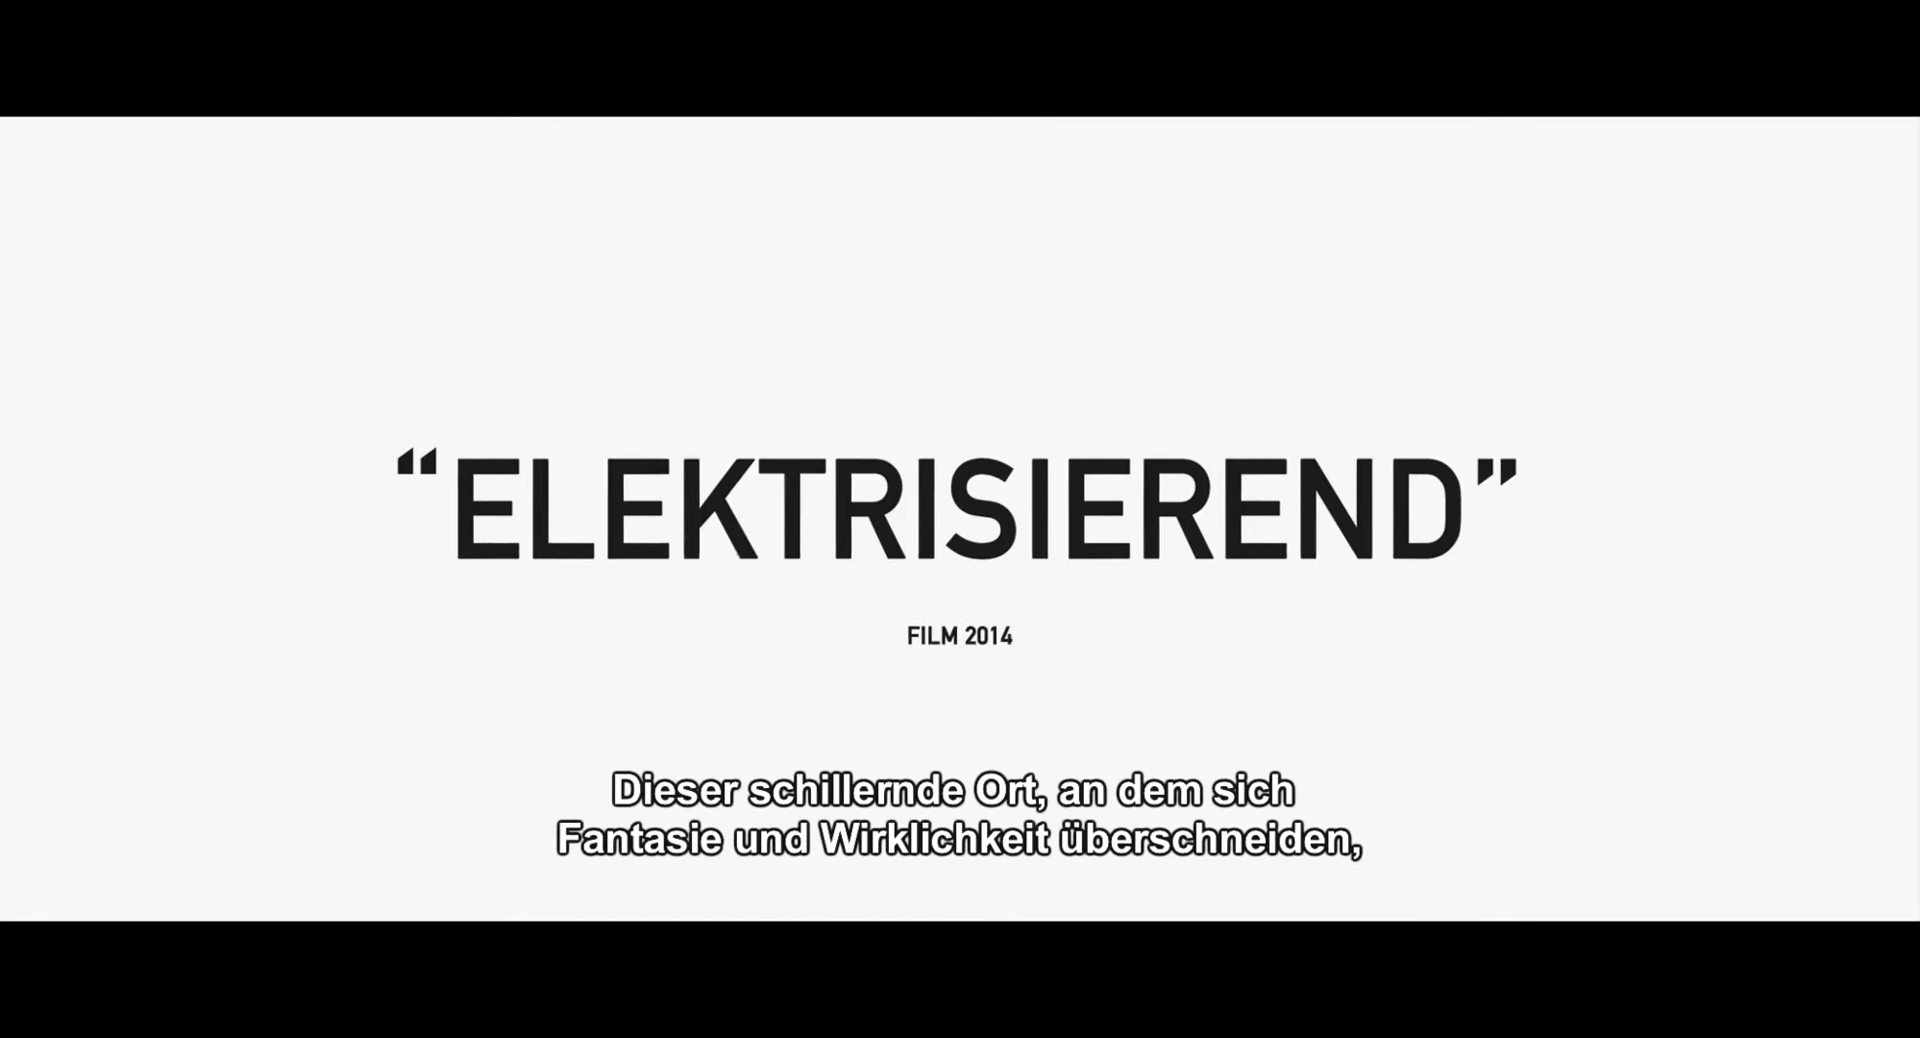 “ELEKTRISIEREND”
FILM 2014
Dieser schillernde Ort, an dem sich
Fantasie und Wirklichkeit überschneiden,